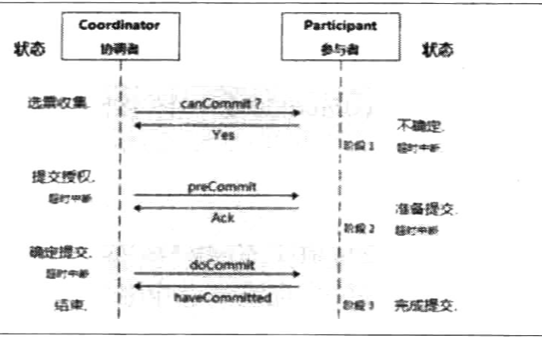 Coordinator
协调者
Participant
参与者
状态
状态
选票收集.
canCommit?
Yes
不确定.
阶段 1
超时中断.
提交授权.
超时中断
preCommit
Ack
准备提交.
阶段 2
超时中断
确定提交.
超时中断
doCommit
haveCommitted
结束.
阶段 3
完成提交.